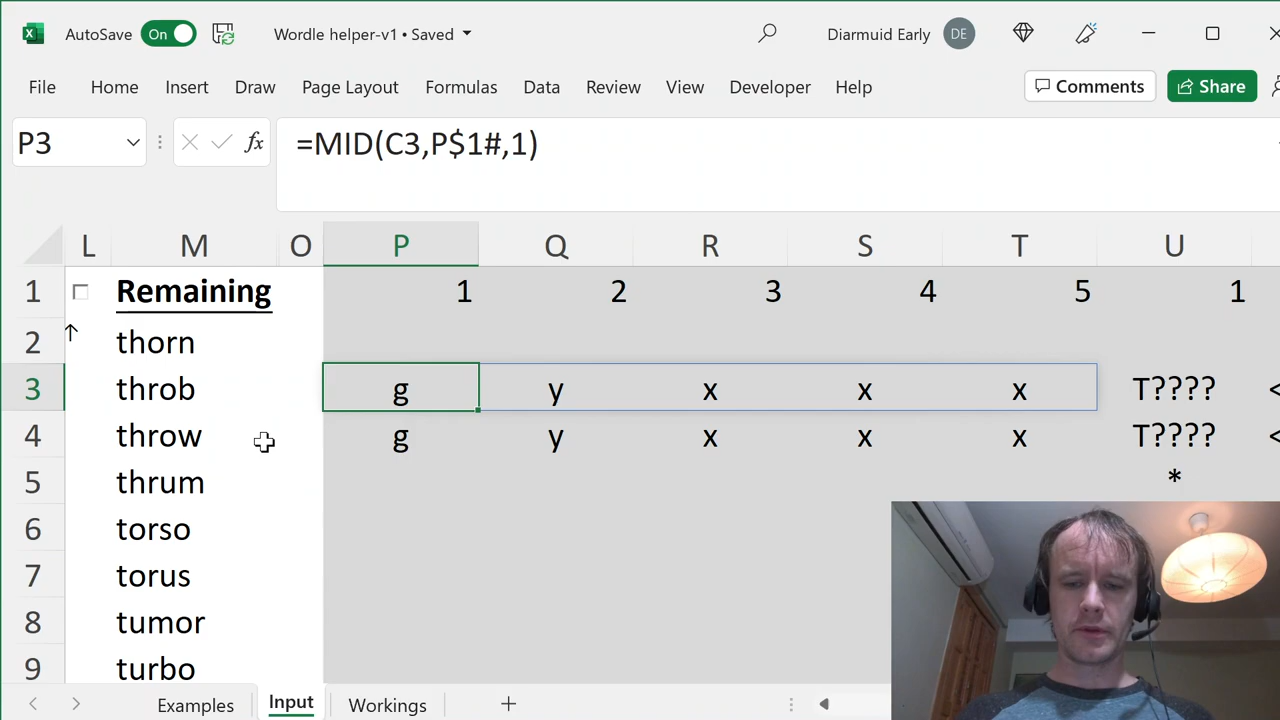 AutoSave On Wordle helper-v1 • Saved Diarmuid Early DE
File Home Insert Draw Page Layout Formulas Data Review View Developer Help Comments Share
P3 fx =MID(C3,P$1#,1)
L M O P Q R S T U
1 Remaining 1 2 3 4 5 1
2 ↑ thorn
3 throb g y x x x T???? <
4 throw g y x x x T???? <
5 thrum *
6 torso
7 torus
8 tumor
9 turbo
Examples Input Workings